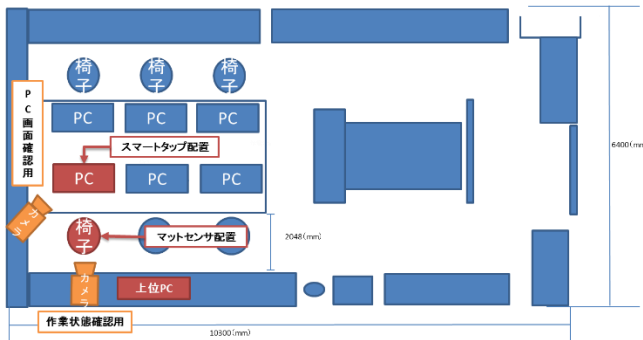 椅子
椅子
椅子
PC画面確認用
PC
PC
PC
スマートタップ配置
PC
PC
PC
6400(mm)
カメラ
椅子
マットセンサ配置
2048(mm)
カメラ
上位PC
作業状態確認用
10300(mm)